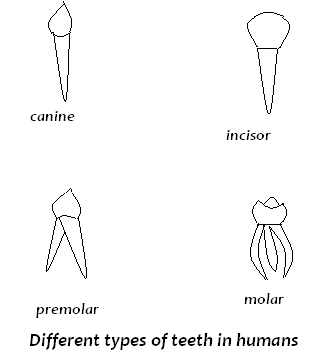 canine
incisor
premolar
molar
Different types of teeth in humans